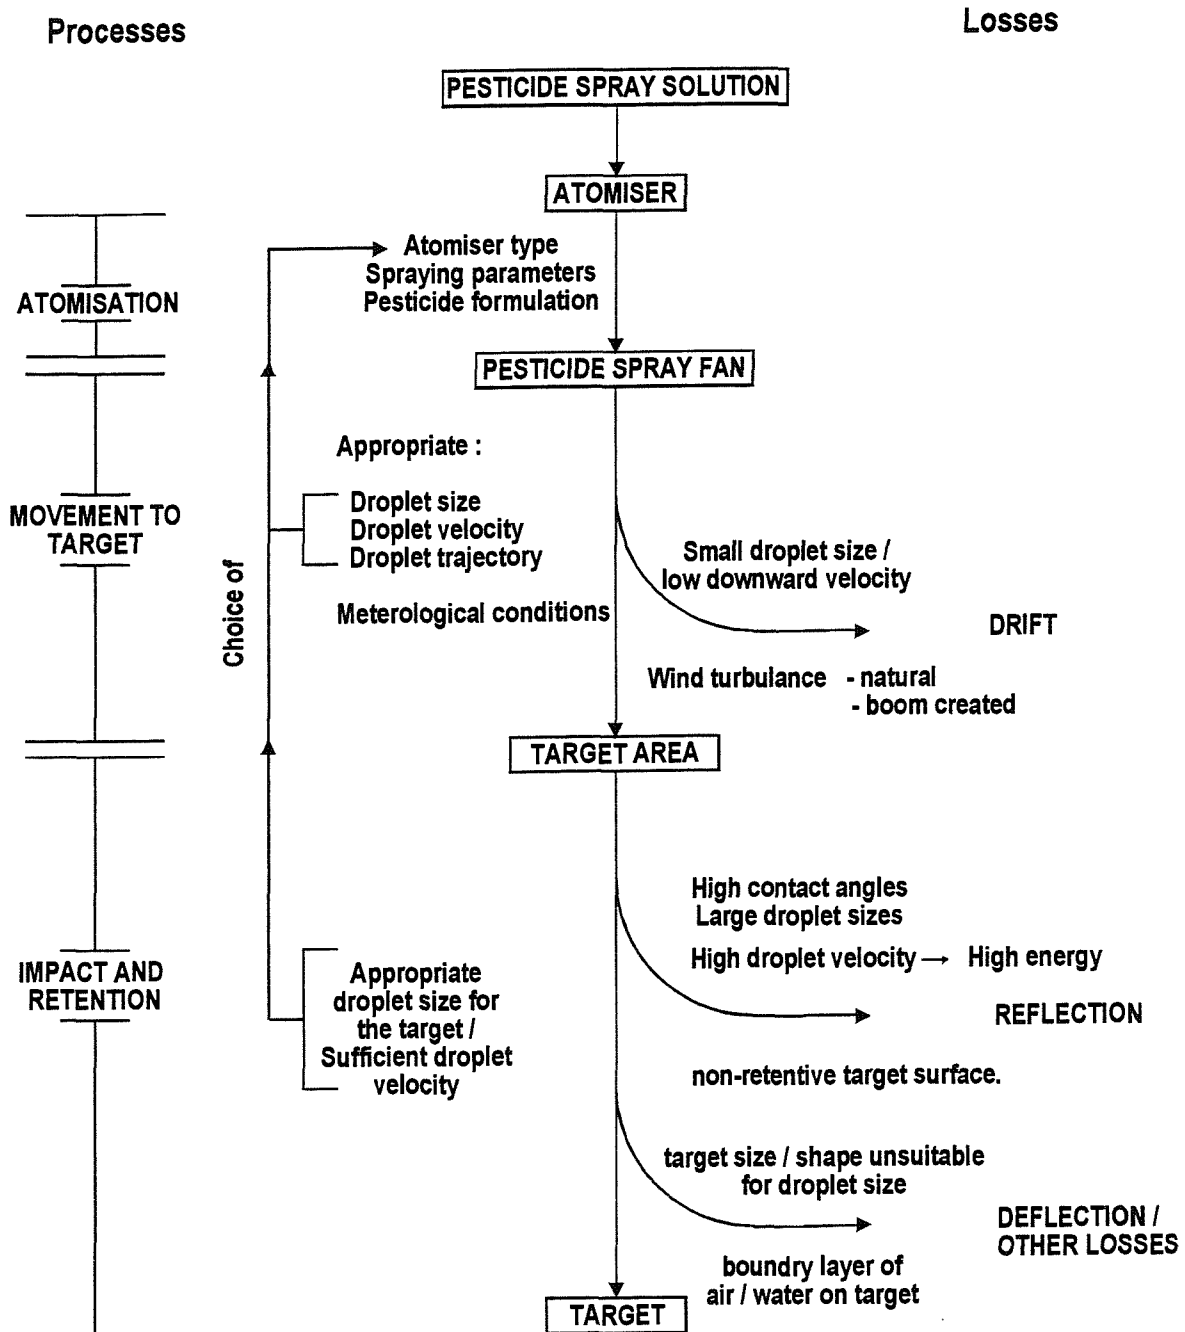 Processes
Losses
PESTICIDE SPRAY SOLUTION
ATOMISER
Atomiser type
Spraying parameters
Pesticide formulation
ATOMISATION
PESTICIDE SPRAY FAN
Appropriate :
Droplet size
Droplet velocity
Droplet trajectory
MOVEMENT TO
TARGET
Choice of
Small droplet size /
low downward velocity
Meterological conditions
DRIFT
Wind turbulance - natural
- boom created
TARGET AREA
High contact angles
Large droplet sizes
High droplet velocity → High energy
IMPACT AND
RETENTION
Appropriate
droplet size for
the target /
Sufficient droplet
velocity
REFLECTION
non-retentive target surface.
target size / shape unsuitable
for droplet size
DEFLECTION /
OTHER LOSSES
boundry layer of
air / water on target
TARGET